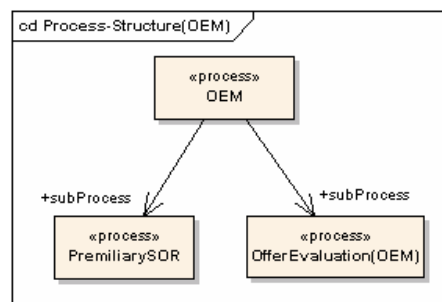 cd Process-Structure(OEM)
«process»
OEM
+subProcess
+subProcess
«process»
PremiliarySOR
«process»
OfferEvaluation(OEM)